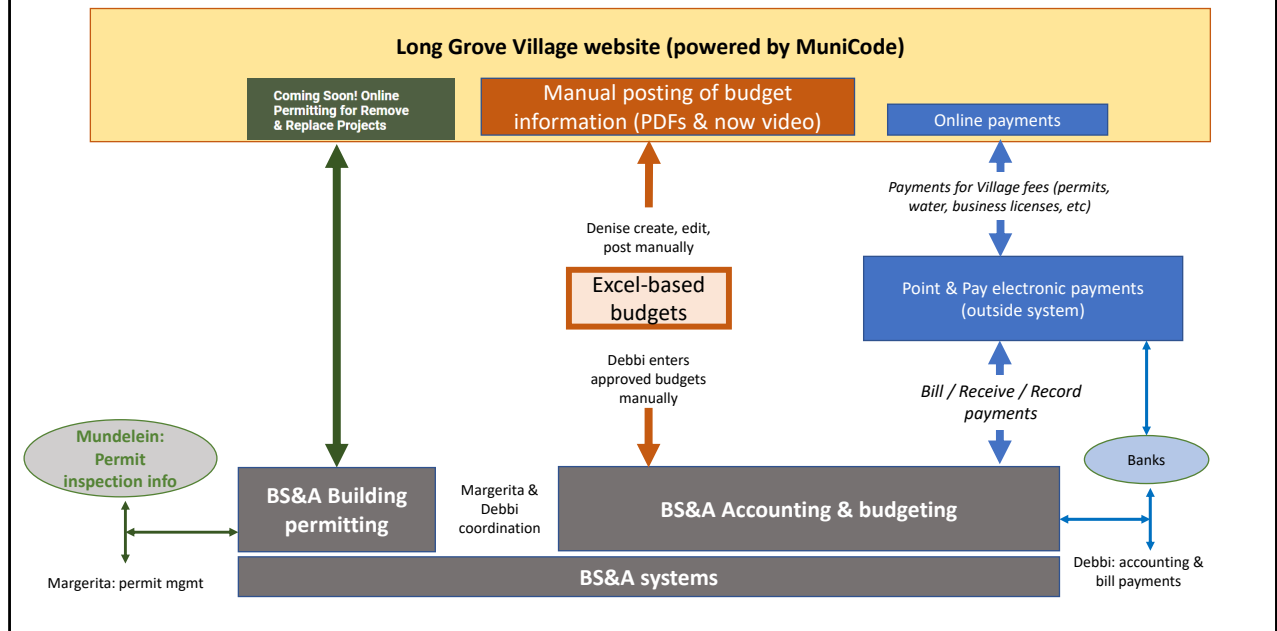 Long Grove Village website (powered by MuniCode)
Coming Soon! Online
Permitting for Remove
& Replace Projects
Manual posting of budget
information (PDFs & now video)
Online payments
Payments for Village fees (permits,
water, business licenses, etc)
Denise create, edit,
post manually
Excel-based
budgets
Point & Pay electronic payments
(outside system)
Debbi enters
approved budgets
manually
Bill / Receive / Record
payments
Mundelein:
Permit
inspection info
Banks
BS&A Building
permitting
Margerita &
Debbi
coordination
BS&A Accounting & budgeting
Margerita: permit mgmt
BS&A systems
Debbi: accounting &
bill payments